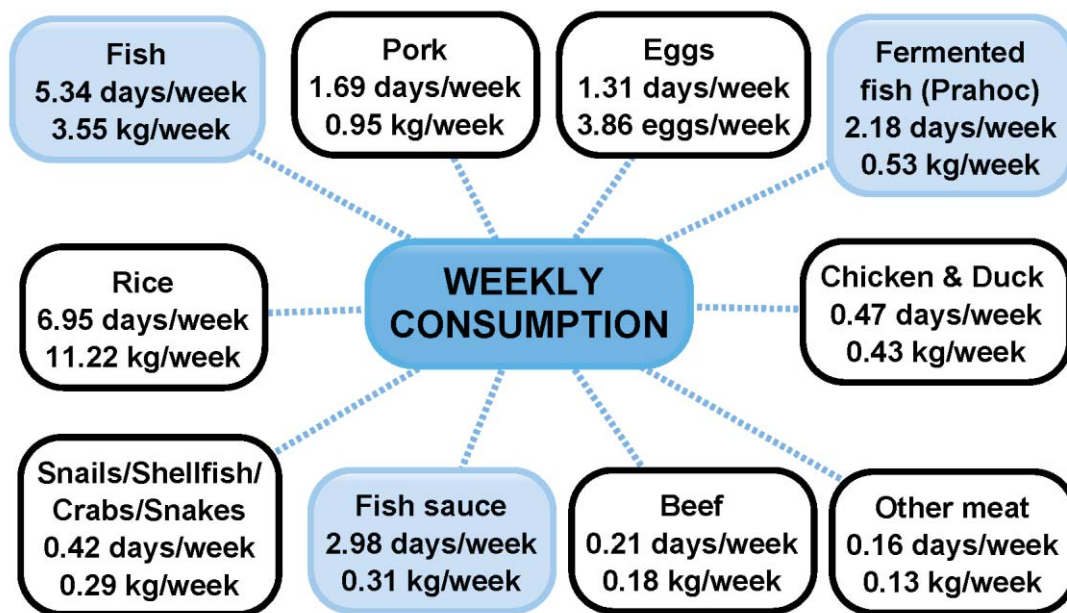 Fish
5.34 days/week
3.55 kg/week
Pork
1.69 days/week
0.95 kg/week
Eggs
1.31 days/week
3.86 eggs/week
Fermented
fish (Prahoc)
2.18 days/week
0.53 kg/week
Rice
6.95 days/week
11.22 kg/week
WEEKLY
CONSUMPTION
Chicken & Duck
0.47 days/week
0.43 kg/week
Snails/Shellfish/
Crabs/Snakes
0.42 days/week
0.29 kg/week
Fish sauce
2.98 days/week
0.31 kg/week
Beef
0.21 days/week
0.18 kg/week
Other meat
0.16 days/week
0.13 kg/week